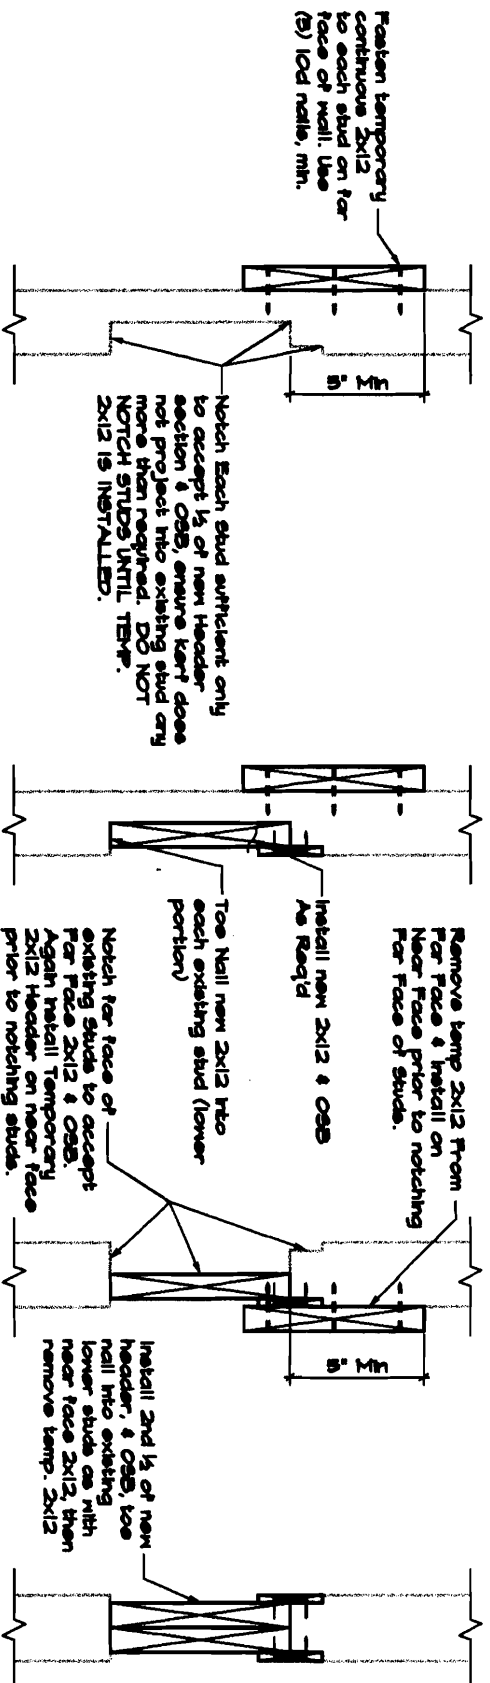 Fasten temporary
continuous 2x12
to each stud on far
face of wall. Use
(3) 10d nails, min.
5" Min
Notch Each Stud sufficient only
to accept ½ of new Header
section & OSB, ensure kerf does
not project into existing stud any
more than required. DO NOT
NOTCH STUDS UNTIL TEMP.
2x12 IS INSTALLED.
Install new 2x12 & OSB
As Req'd
Toe Nail new 2x12 into
each existing stud (lower
portion)
Remove temp 2x12 From
Far Face & Install on
Near Face prior to notching
Far Face of Studs.
5" Min
Notch far face of
existing Studs to accept
Far Face 2x12 & OSB.
Again Install Temporary
2x12 Header on near face
prior to notching studs.
Install 2nd ½ of new
header, & OSB, toe
nail into existing
lower studs as with
near face 2x12, then
remove temp. 2x12